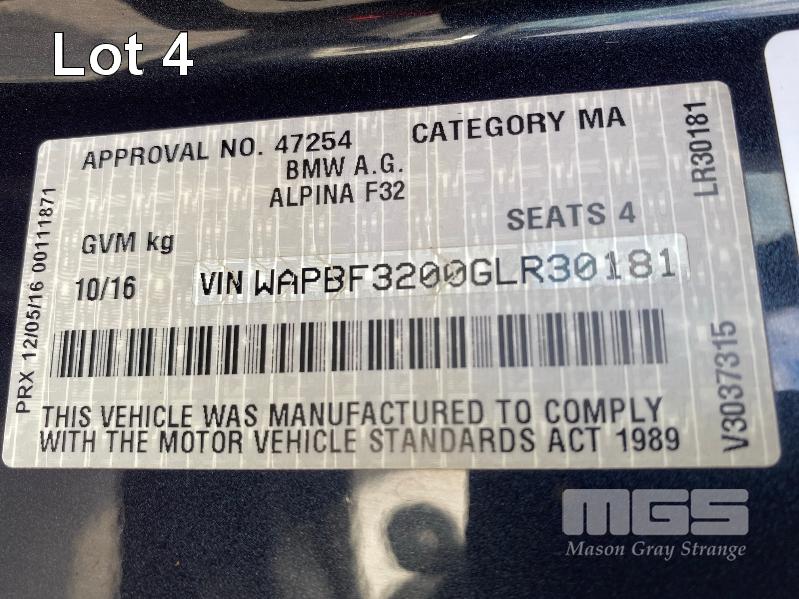 Lot 4
APPROVAL NO. 47254
CATEGORY MA
BMW A.G.
ALPINA F32
GVM kg
SEATS 4
10/16
VIN WAPBF3200GLR30181
THIS VEHICLE WAS MANUFACTURED TO COMPLY
WITH THE MOTOR VEHICLE STANDARDS ACT 1989
PRX 12/05/16 00111871
LR30181
V3037315
MGS
Mason Gray Strange